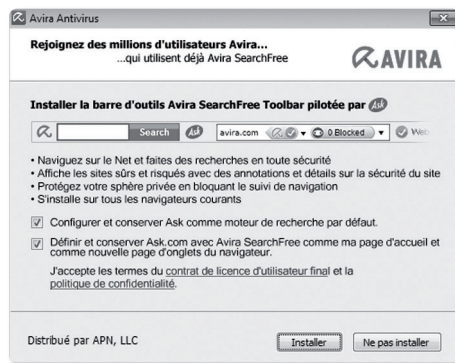 Avira Antivirus
Rejoignez des millions d'utilisateurs Avira...
...qui utilisent déjà Avira SearchFree
AVIRA
Installer la barre d'outils Avira SearchFree Toolbar pilotée par Ask
Search Ask avira.com 0 Blocked Web
• Naviguez sur le Net et faites des recherches en toute sécurité
• Affiche les sites sûrs et risqués avec des annotations et détails sur la sécurité du site
• Protégez votre sphère privée en bloquant le suivi de navigation
• S'installe sur tous les navigateurs courants
Configurer et conserver Ask comme moteur de recherche par défaut.
Définir et conserver Ask.com avec Avira SearchFree comme ma page d'accueil et
comme nouvelle page d'onglets du navigateur.
J'accepte les termes du contrat de licence d'utilisateur final et la
politique de confidentialité.
Distribué par APN, LLC
Installer
Ne pas installer